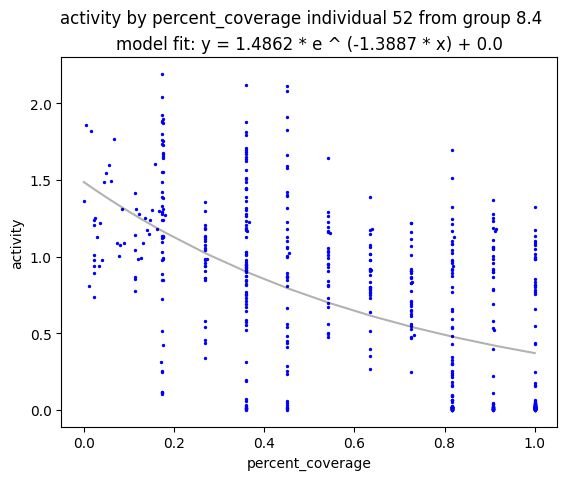 activity by percent_coverage individual 52 from group 8.4
model fit: y = 1.4862 * e ^ (-1.3887 * x) + 0.0
2.0
1.5
1.0
0.5
0.0
activity
0.0 0.2 0.4 0.6 0.8 1.0
percent_coverage